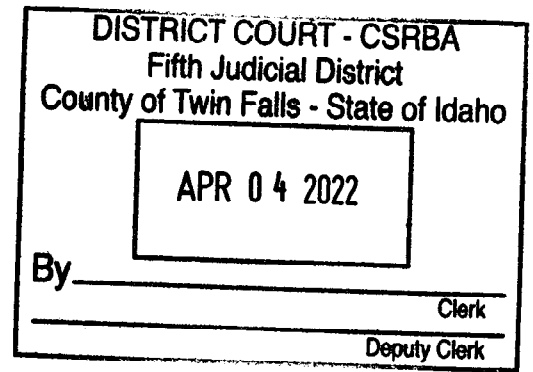 DISTRICT COURT - CSRBA
Fifth Judicial District
County of Twin Falls - State of Idaho
APR 04 2022
By
Clerk
Deputy Clerk